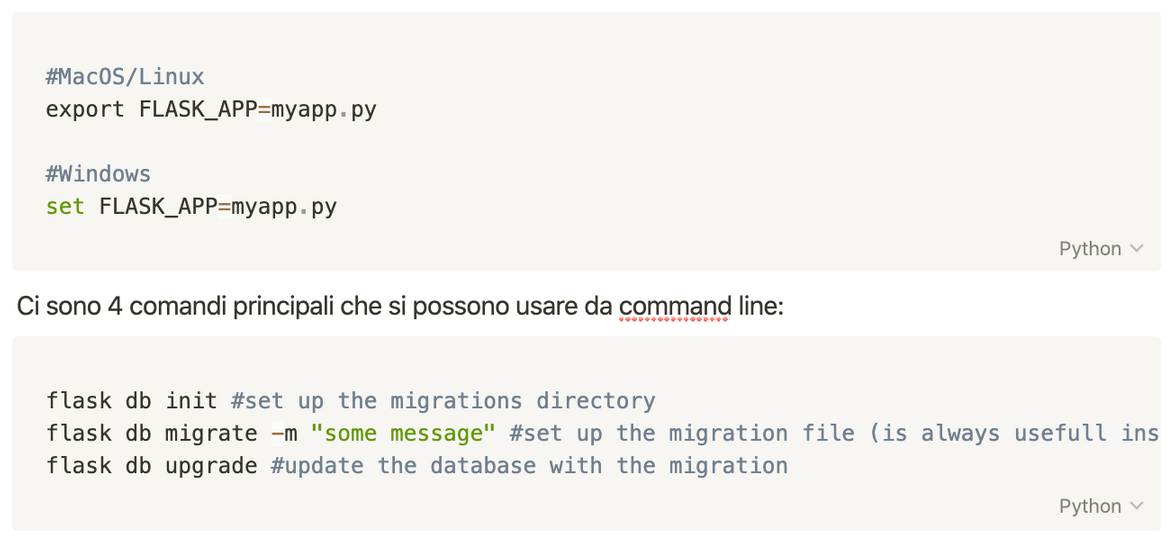 #MacOS/Linux
export FLASK_APP=myapp.py
#Windows
set FLASK_APP=myapp.py
Python
Ci sono 4 comandi principali che si possono usare da command line:
flask db init #set up the migrations directory
flask db migrate -m "some message" #set up the migration file (is always usefull ins
flask db upgrade #update the database with the migration
Python